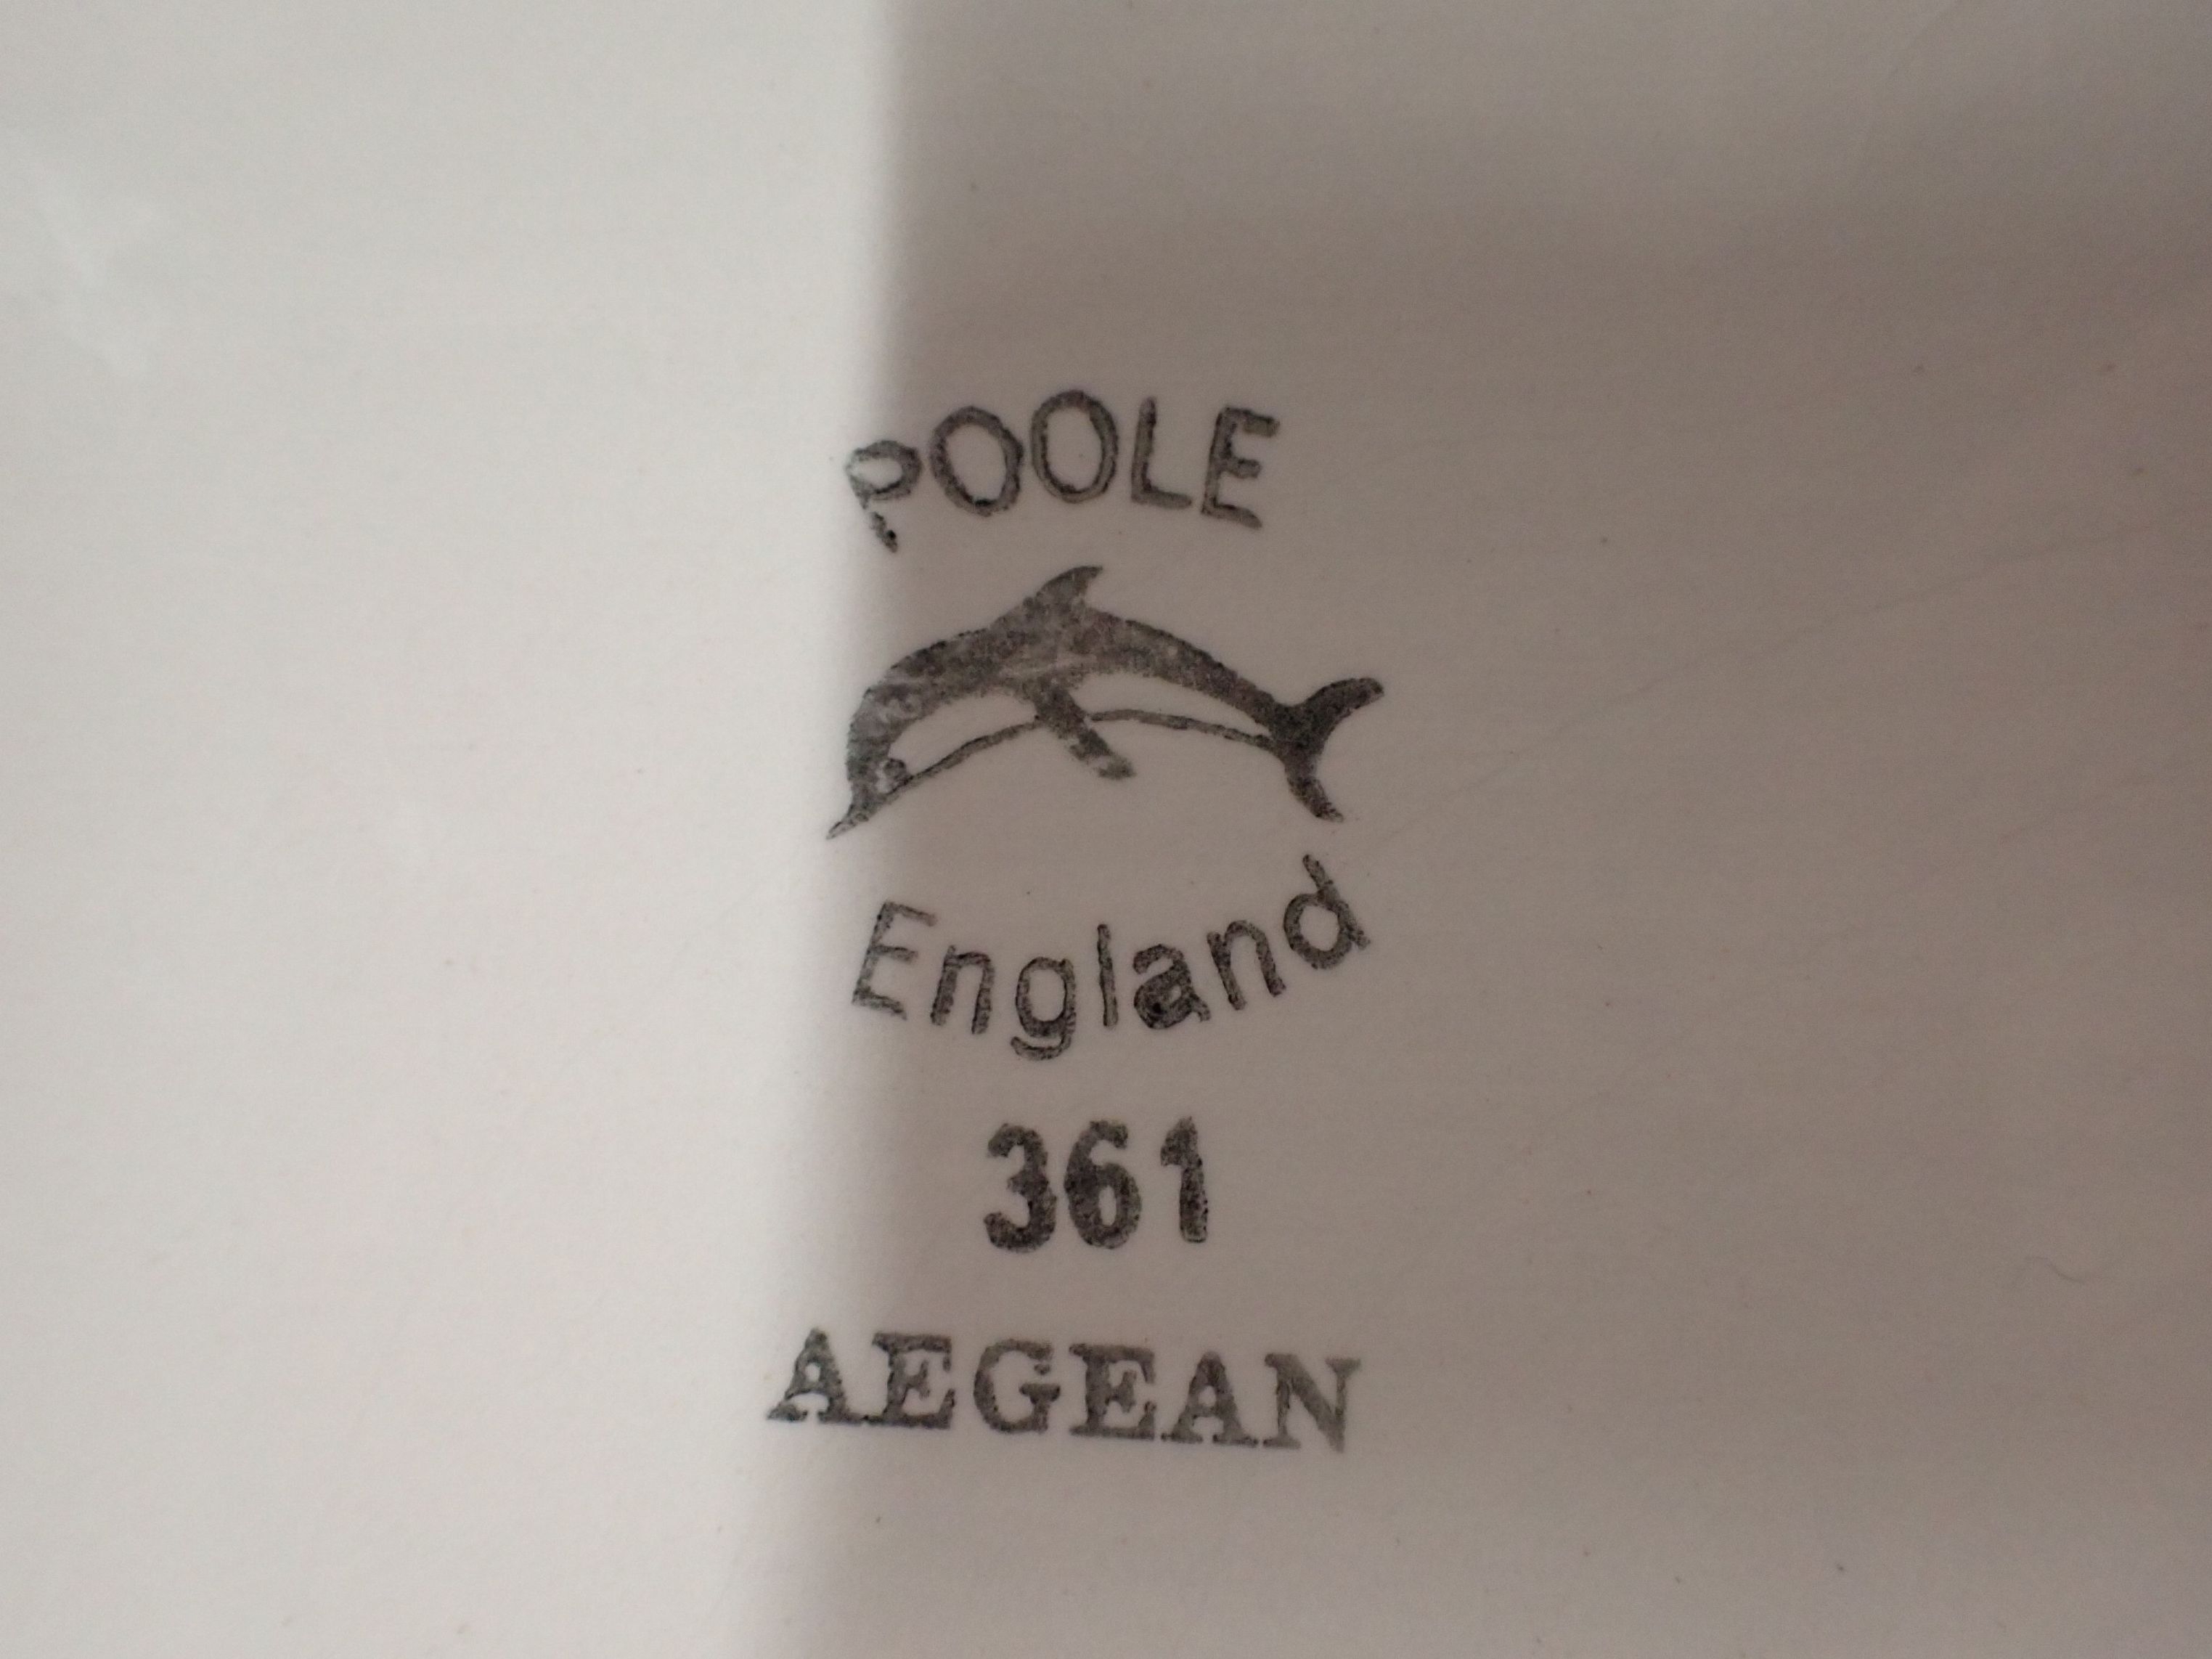 POOLE
England
361
AEGEAN